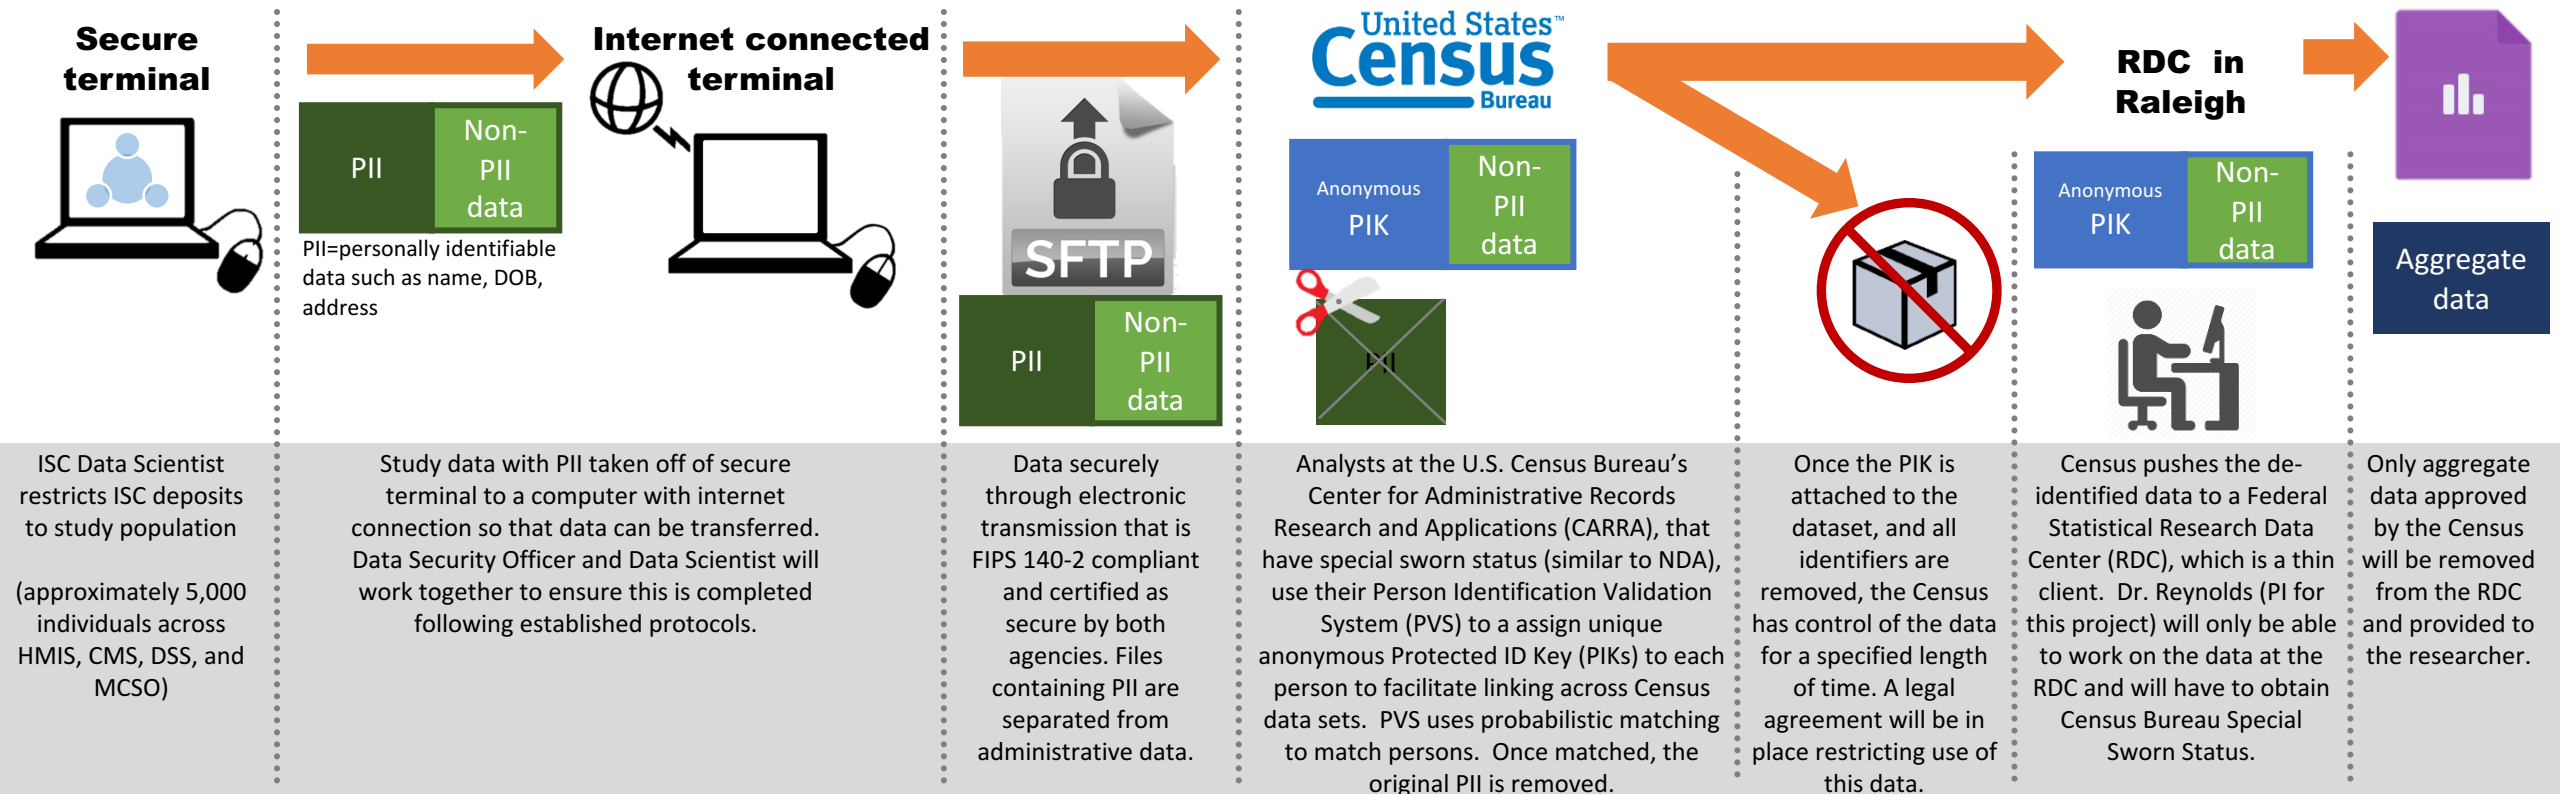 Secure
terminal
PII
Non-
PII
data
PII=personally identifiable
data such as name, DOB,
address
Internet connected
terminal
SFTP
PII
Non-
PII
data
United States™
Census
Bureau
Anonymous
PIK
Non-
PII
data
PII
RDC in
Raleigh
Anonymous
PIK
Non-
PII
data
Aggregate
data
ISC Data Scientist
restricts ISC deposits
to study population
(approximately 5,000
individuals across
HMIS, CMS, DSS, and
MCSO)
Study data with PII taken off of secure
terminal to a computer with internet
connection so that data can be transferred.
Data Security Officer and Data Scientist will
work together to ensure this is completed
following established protocols.
Data securely
through electronic
transmission that is
FIPS 140-2 compliant
and certified as
secure by both
agencies. Files
containing PII are
separated from
administrative data.
Analysts at the U.S. Census Bureau’s
Center for Administrative Records
Research and Applications (CARRA), that
have special sworn status (similar to NDA),
use their Person Identification Validation
System (PVS) to a assign unique
anonymous Protected ID Key (PIKs) to each
person to facilitate linking across Census
data sets. PVS uses probabilistic matching
to match persons. Once matched, the
original PII is removed.
Once the PIK is
attached to the
dataset, and all
identifiers are
removed, the Census
has control of the data
for a specified length
of time. A legal
agreement will be in
place restricting use of
this data.
Census pushes the de-
identified data to a Federal
Statistical Research Data
Center (RDC), which is a thin
client. Dr. Reynolds (PI for
this project) will only be able
to work on the data at the
RDC and will have to obtain
Census Bureau Special
Sworn Status.
Only aggregate
data approved
by the Census
will be removed
from the RDC
and provided to
the researcher.